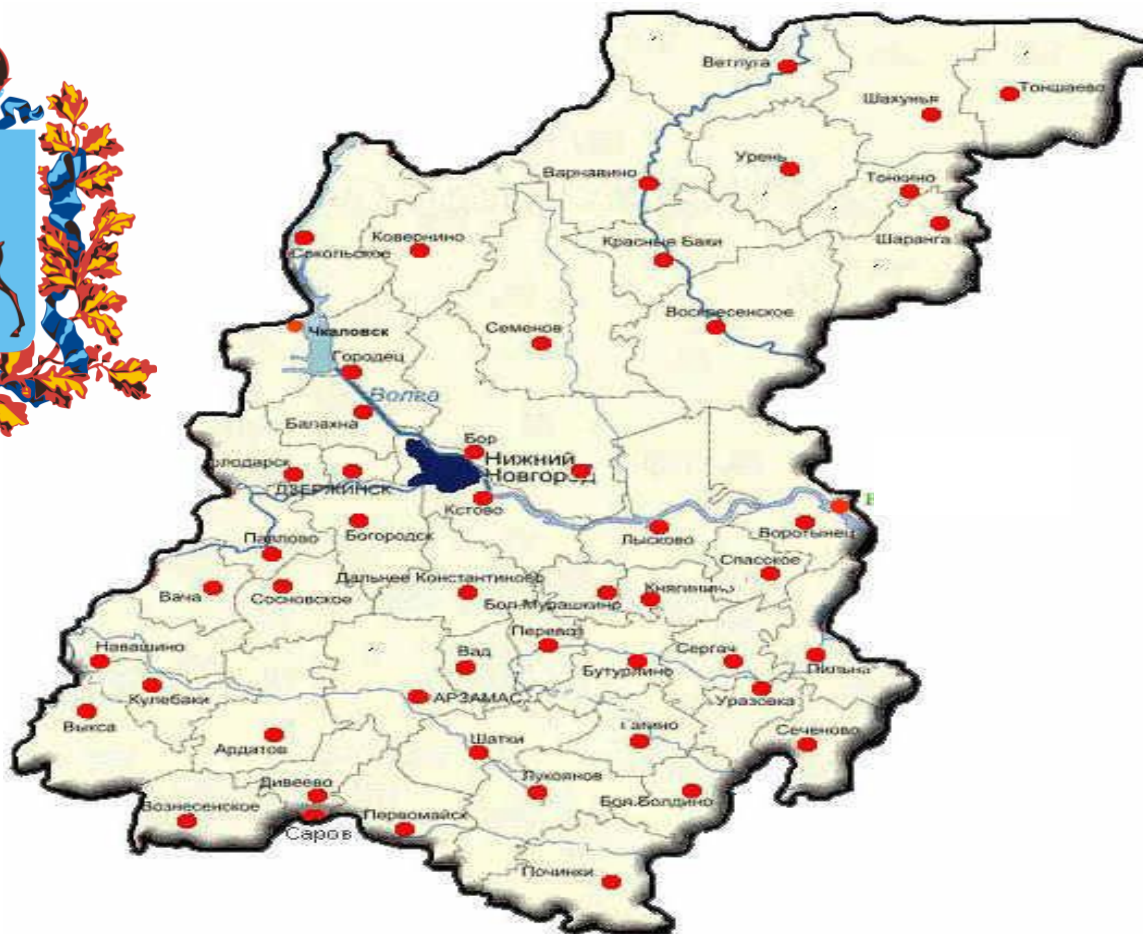 Ветлуга
Тоншаево
Шахунья
Урень
Варнавино
Тонкино
Шаранга
Ковернино
Красные Баки
Сокольское
Воскресенское
Семенов
Чкаловск
Городец
Волга
Балахна
Бор
Нижний
Новгород
ДЗЕРЖИНСК
Кстово
Богородск
Лысково
Воротынец
Павлово
Спасское
Дальнее Константиново
Вача
Сосновское
Бол.Мурашкино
Княгинино
Перевоз
Навашино
Вад
Сергач
Бутурлино
Пильна
Кулебаки
АРЗАМАС
Уразовка
Выкса
Сеченово
Ардатов
Шатки
Дивеево
Лукоянов
Бол.Болдино
Вознесенское
Первомайск
Саров
Починки